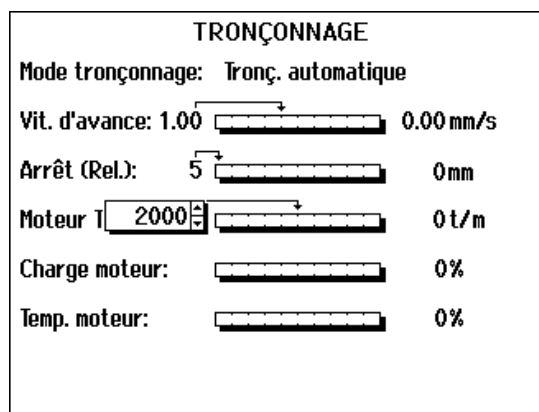 TRONÇONNAGE
Mode tronçonnage: Tronç. automatique
Vit. d'avance: 1.00 0.00 mm/s
Arrêt (Rel.): 5 0 mm
Moteur T 2000 0 t/m
Charge moteur: 0%
Temp. moteur: 0%